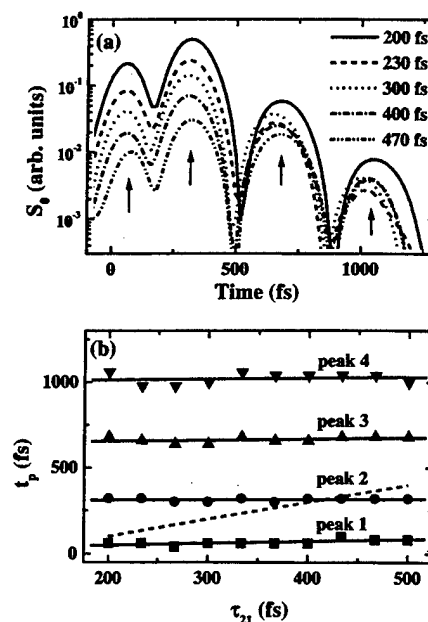 (a)
200 fs
230 fs
300 fs
400 fs
470 fs
10⁰
10⁻¹
10⁻²
10⁻³
S₀ (arb. units)
0 500 1000
Time (fs)
(b)
peak 4
1000
peak 3
500
peak 2
peak 1
0
tₚ (fs)
200 300 400 500
τ₂₁ (fs)